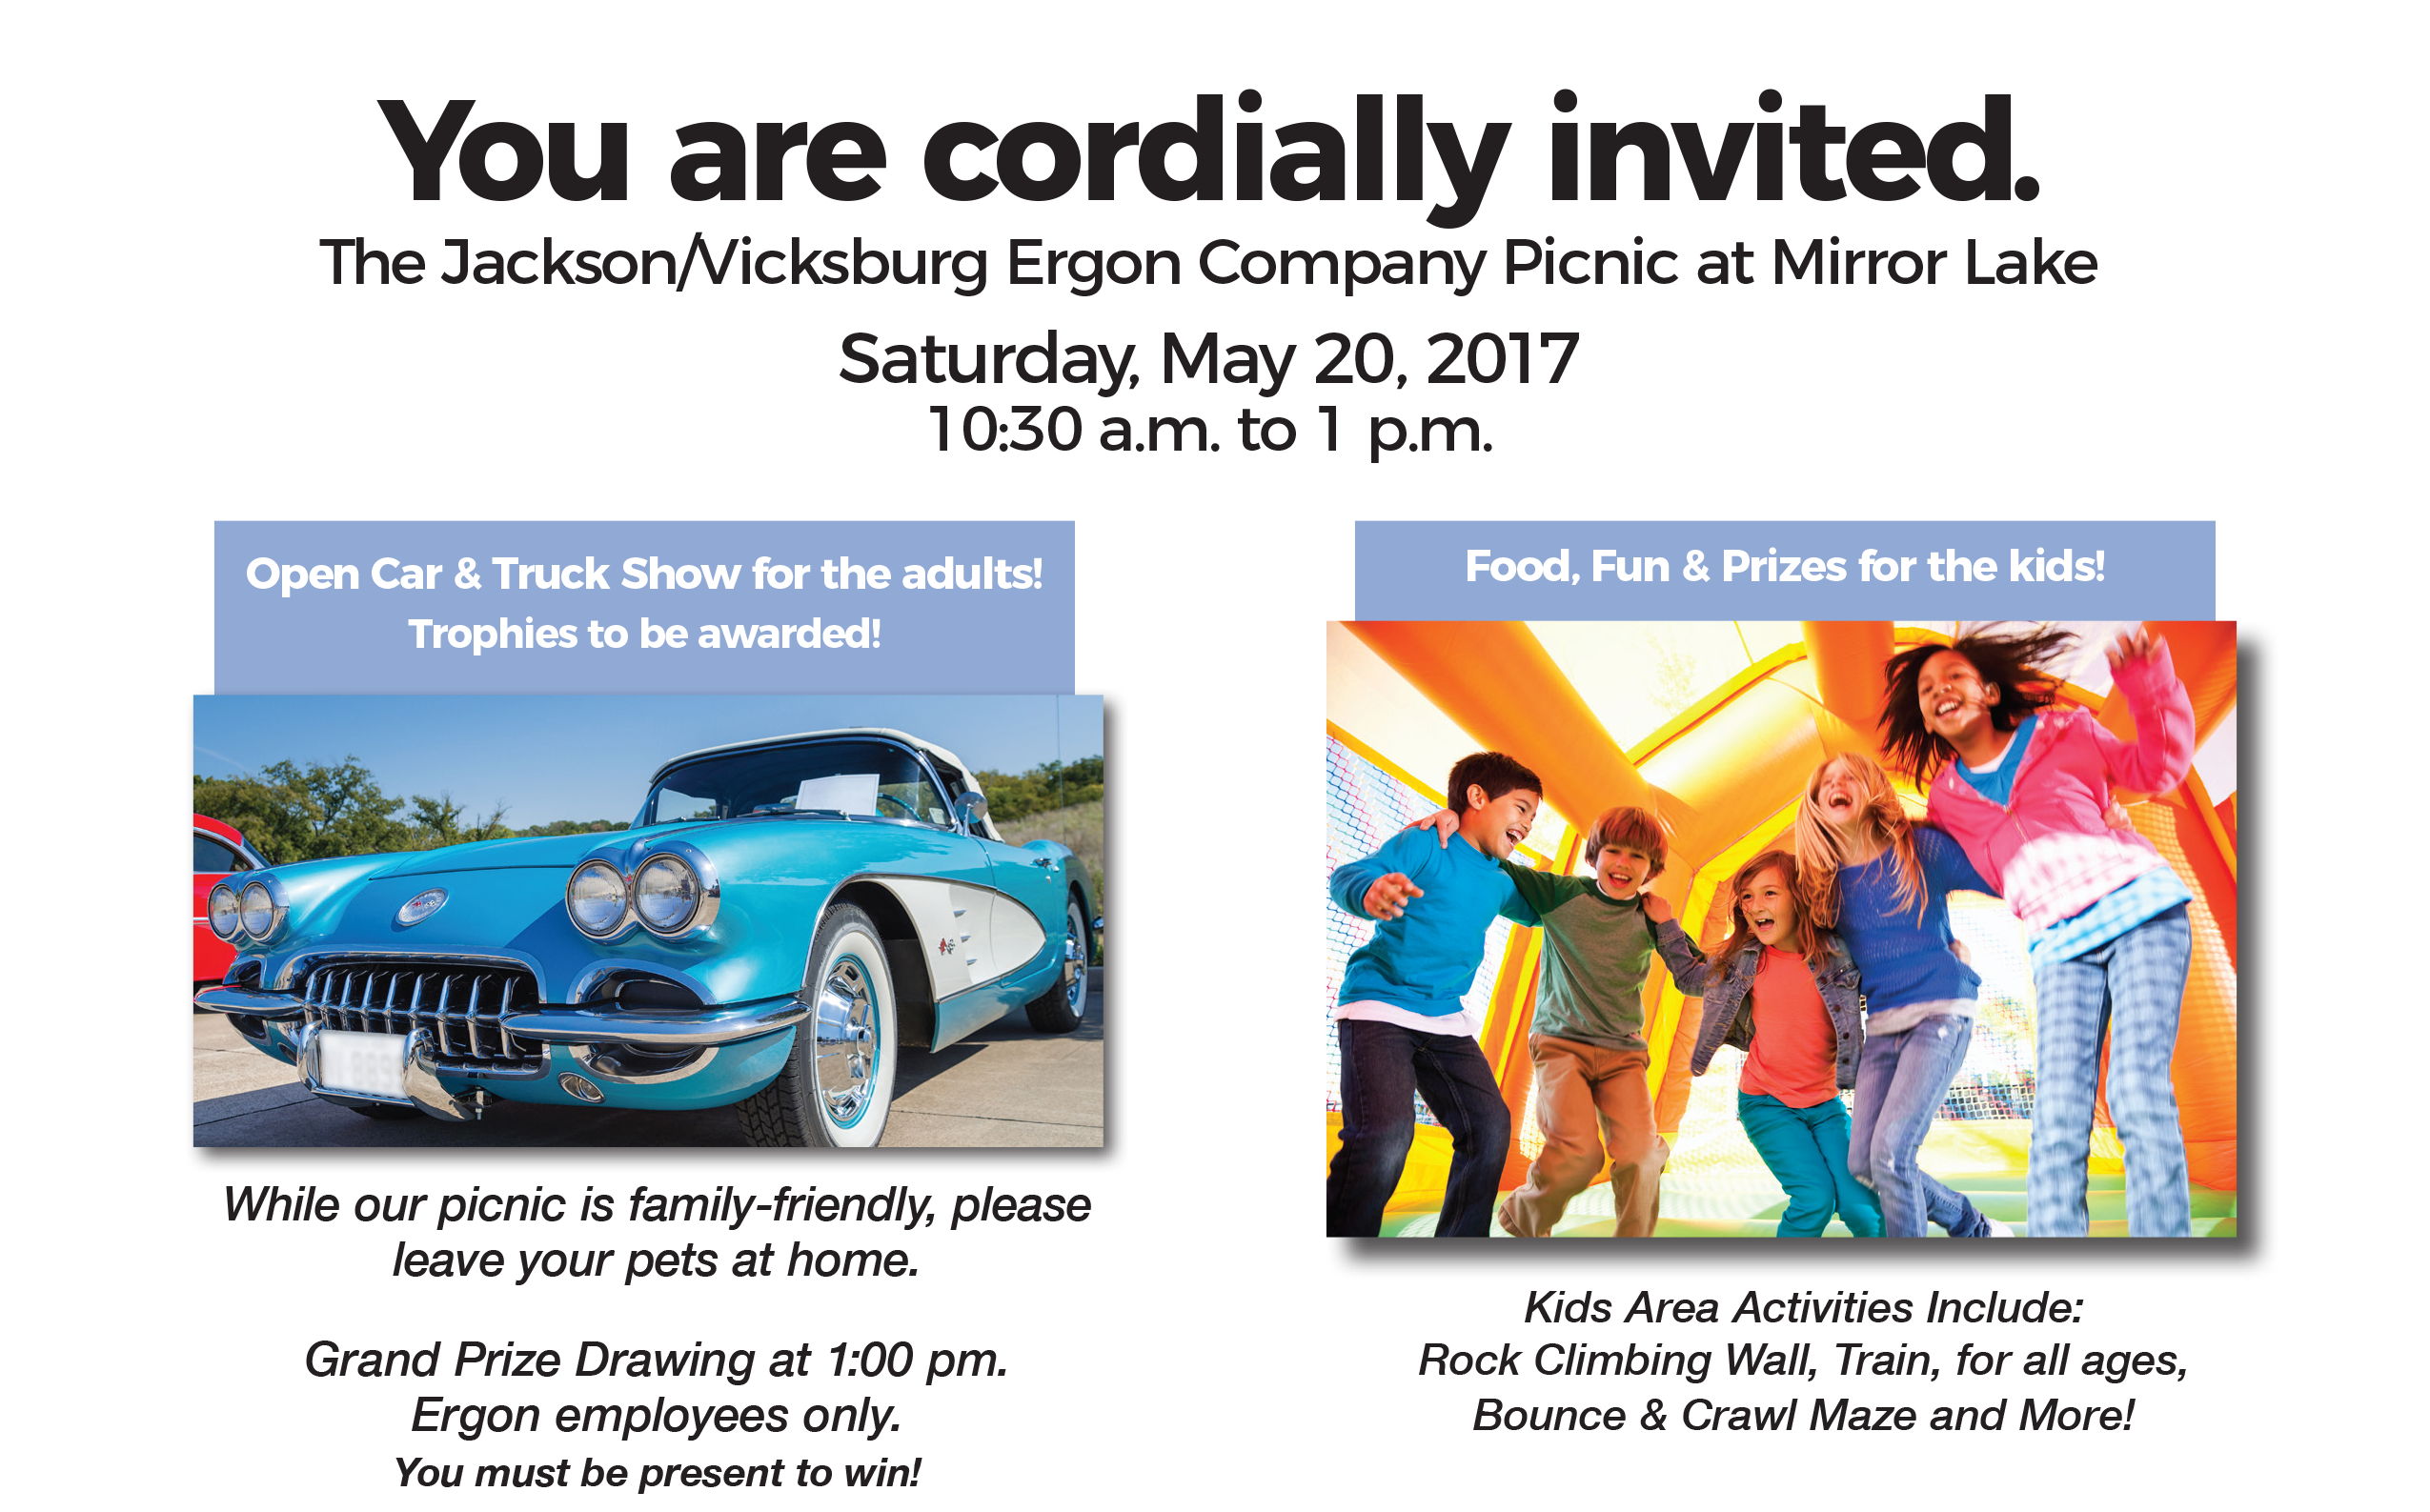 You are cordially invited.
The Jackson/Vicksburg Ergon Company Picnic at Mirror Lake
Saturday, May 20, 2017
10:30 a.m. to 1 p.m.
Open Car & Truck Show for the adults!
Trophies to be awarded!
While our picnic is family-friendly, please
leave your pets at home.
Grand Prize Drawing at 1:00 pm.
Ergon employees only.
You must be present to win!
Food, Fun & Prizes for the kids!
Kids Area Activities Include:
Rock Climbing Wall, Train, for all ages,
Bounce & Crawl Maze and More!